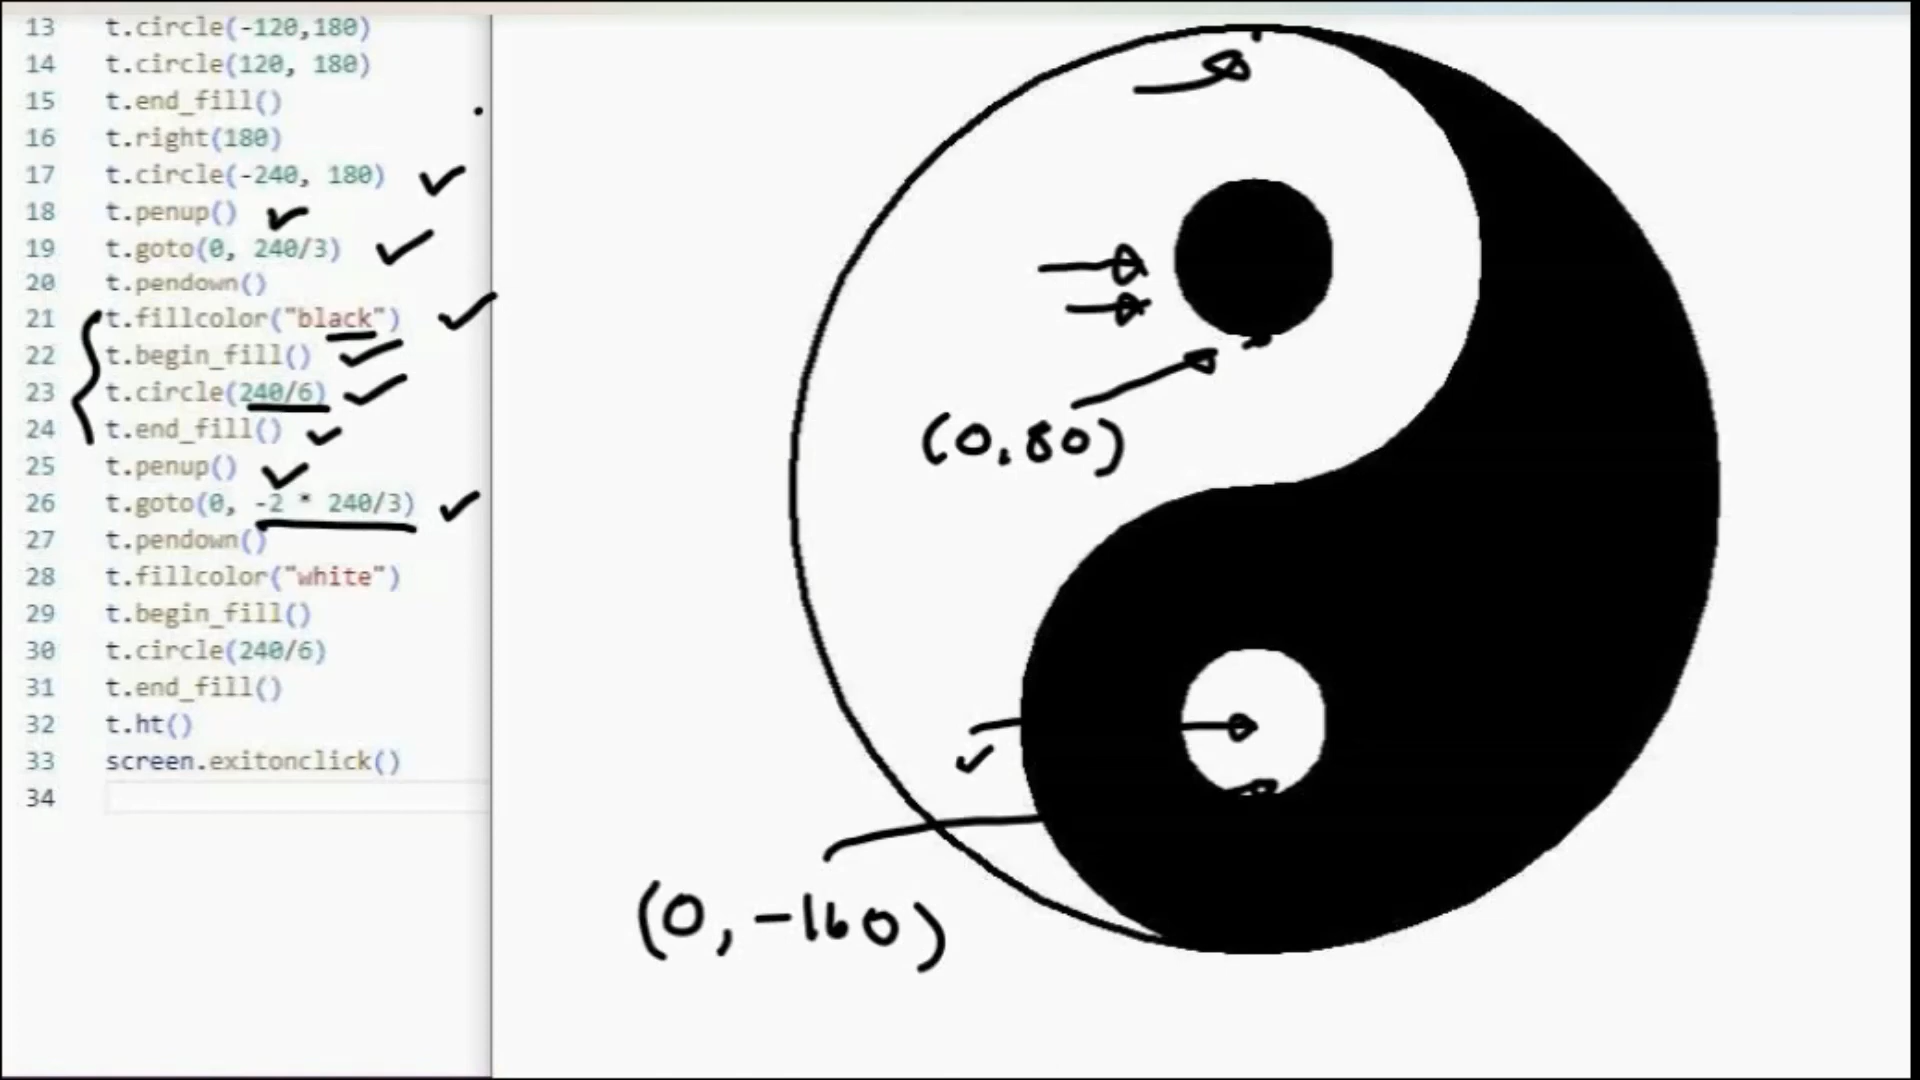 13 t.circle(-120,180)
14 t.circle(120, 180)
15 t.end_fill()
16 t.right(180)
17 t.circle(-240, 180)
18 t.penup()
19 t.goto(0, 240/3)
20 t.pendown()
21 t.fillcolor("black")
22 t.begin_fill()
23 t.circle(240/6)
24 t.end_fill()
25 t.penup()
26 t.goto(0, -2 * 240/3)
27 t.pendown()
28 t.fillcolor("white")
29 t.begin_fill()
30 t.circle(240/6)
31 t.end_fill()
32 t.ht()
33 screen.exitonclick()
34
(0,80)
(0,-160)